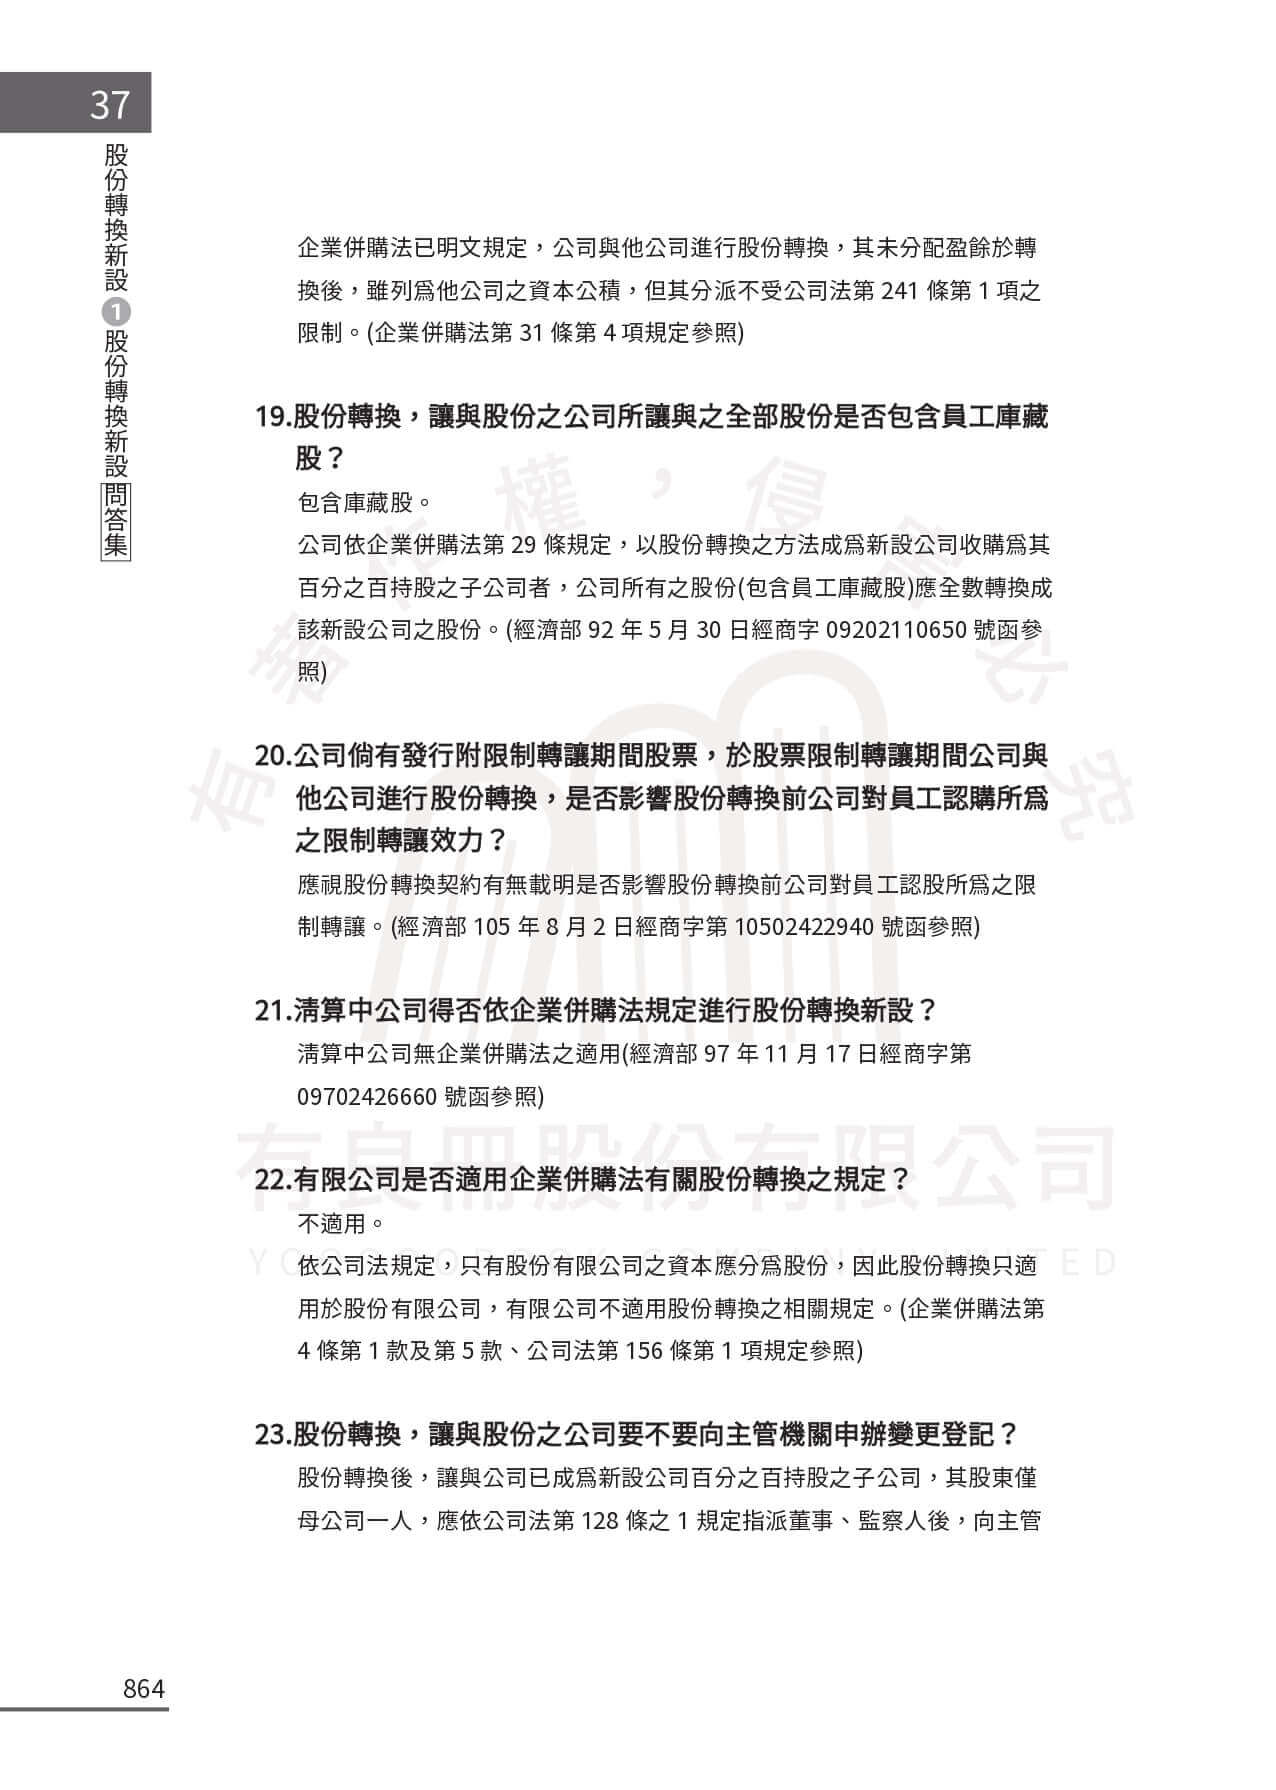 37
股份轉換新設 1 股份轉換新設 問答集
企業併購法已明文規定，公司與他公司進行股份轉換，其未分配盈餘於轉
換後，雖列爲他公司之資本公積，但其分派不受公司法第 241 條第 1 項之
限制。(企業併購法第 31 條第 4 項規定參照)
19.股份轉換，讓與股份之公司所讓與之全部股份是否包含員工庫藏
股？
包含庫藏股。
公司依企業併購法第 29 條規定，以股份轉換之方法成爲新設公司收購爲其
百分之百持股之子公司者，公司所有之股份(包含員工庫藏股)應全數轉換成
該新設公司之股份。(經濟部 92 年 5 月 30 日經商字 09202110650 號函參
照)
20.公司倘有發行附限制轉讓期間股票，於股票限制轉讓期間公司與
他公司進行股份轉換，是否影響股份轉換前公司對員工認購所爲
之限制轉讓效力？
應視股份轉換契約有無載明是否影響股份轉換前公司對員工認股所爲之限
制轉讓。(經濟部 105 年 8 月 2 日經商字第 10502422940 號函參照)
21.淸算中公司得否依企業併購法規定進行股份轉換新設？
淸算中公司無企業併購法之適用(經濟部 97 年 11 月 17 日經商字第
09702426660 號函參照)
22.有限公司是否適用企業併購法有關股份轉換之規定？
不適用。
依公司法規定，只有股份有限公司之資本應分爲股份，因此股份轉換只適
用於股份有限公司，有限公司不適用股份轉換之相關規定。(企業併購法第
4 條第 1 款及第 5 款、公司法第 156 條第 1 項規定參照)
23.股份轉換，讓與股份之公司要不要向主管機關申辦變更登記？
股份轉換後，讓與公司已成爲新設公司百分之百持股之子公司，其股東僅
母公司一人，應依公司法第 128 條之 1 規定指派董事、監察人後，向主管
864
有著作權，侵害必究
有良冊股份有限公司